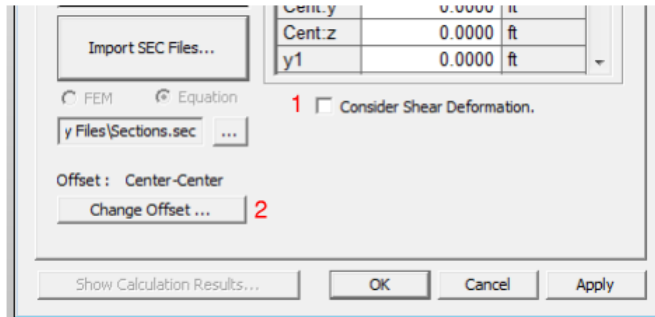 Cent:y 0.0000 ft
Cent:z 0.0000 ft
y1 0.0000 ft
Import SEC Files...
FEM Equation
1 Consider Shear Deformation.
y Files\Sections.sec ...
Offset : Center-Center
Change Offset ... 2
Show Calculation Results... OK Cancel Apply